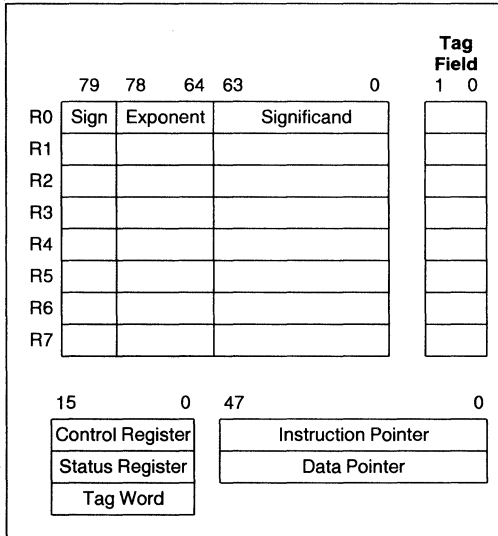 Tag
Field
79 78 64 63 0 1 0
R0 Sign Exponent Significand
R1
R2
R3
R4
R5
R6
R7
15 0 47 0
Control Register Instruction Pointer
Status Register Data Pointer
Tag Word